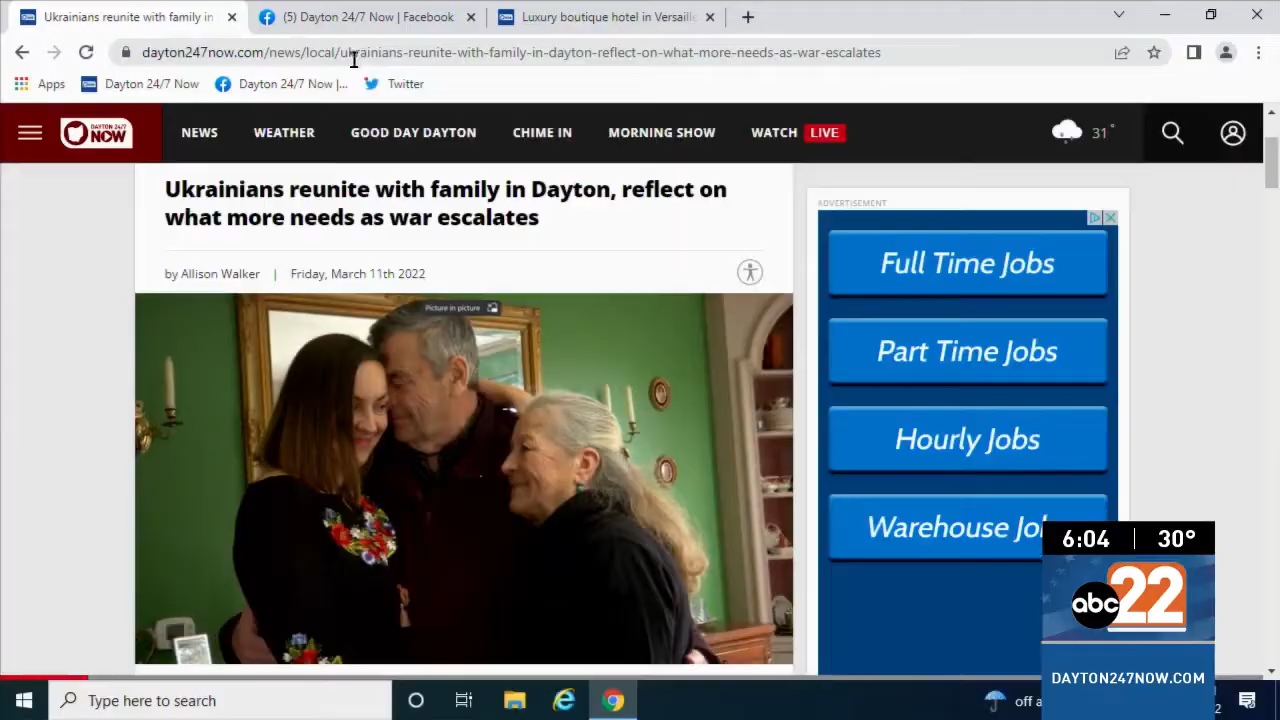 Ukrainians reunite with family in
(5) Dayton 24/7 Now | Facebook
Luxury boutique hotel in Versaille
dayton247now.com/news/local/ukrainians-reunite-with-family-in-dayton-reflect-on-what-more-needs-as-war-escalates
Apps
Dayton 24/7 Now
Dayton 24/7 Now |...
Twitter
DAYTON 24/7
NOW
NEWS
WEATHER
GOOD DAY DAYTON
CHIME IN
MORNING SHOW
WATCH LIVE
31°
Ukrainians reunite with family in Dayton, reflect on
what more needs as war escalates
by Allison Walker | Friday, March 11th 2022
Picture in picture
ADVERTISEMENT
Full Time Jobs
Part Time Jobs
Hourly Jobs
Warehouse
6:04 30°
abc 22
DAYTON247NOW.COM
Type here to search
off